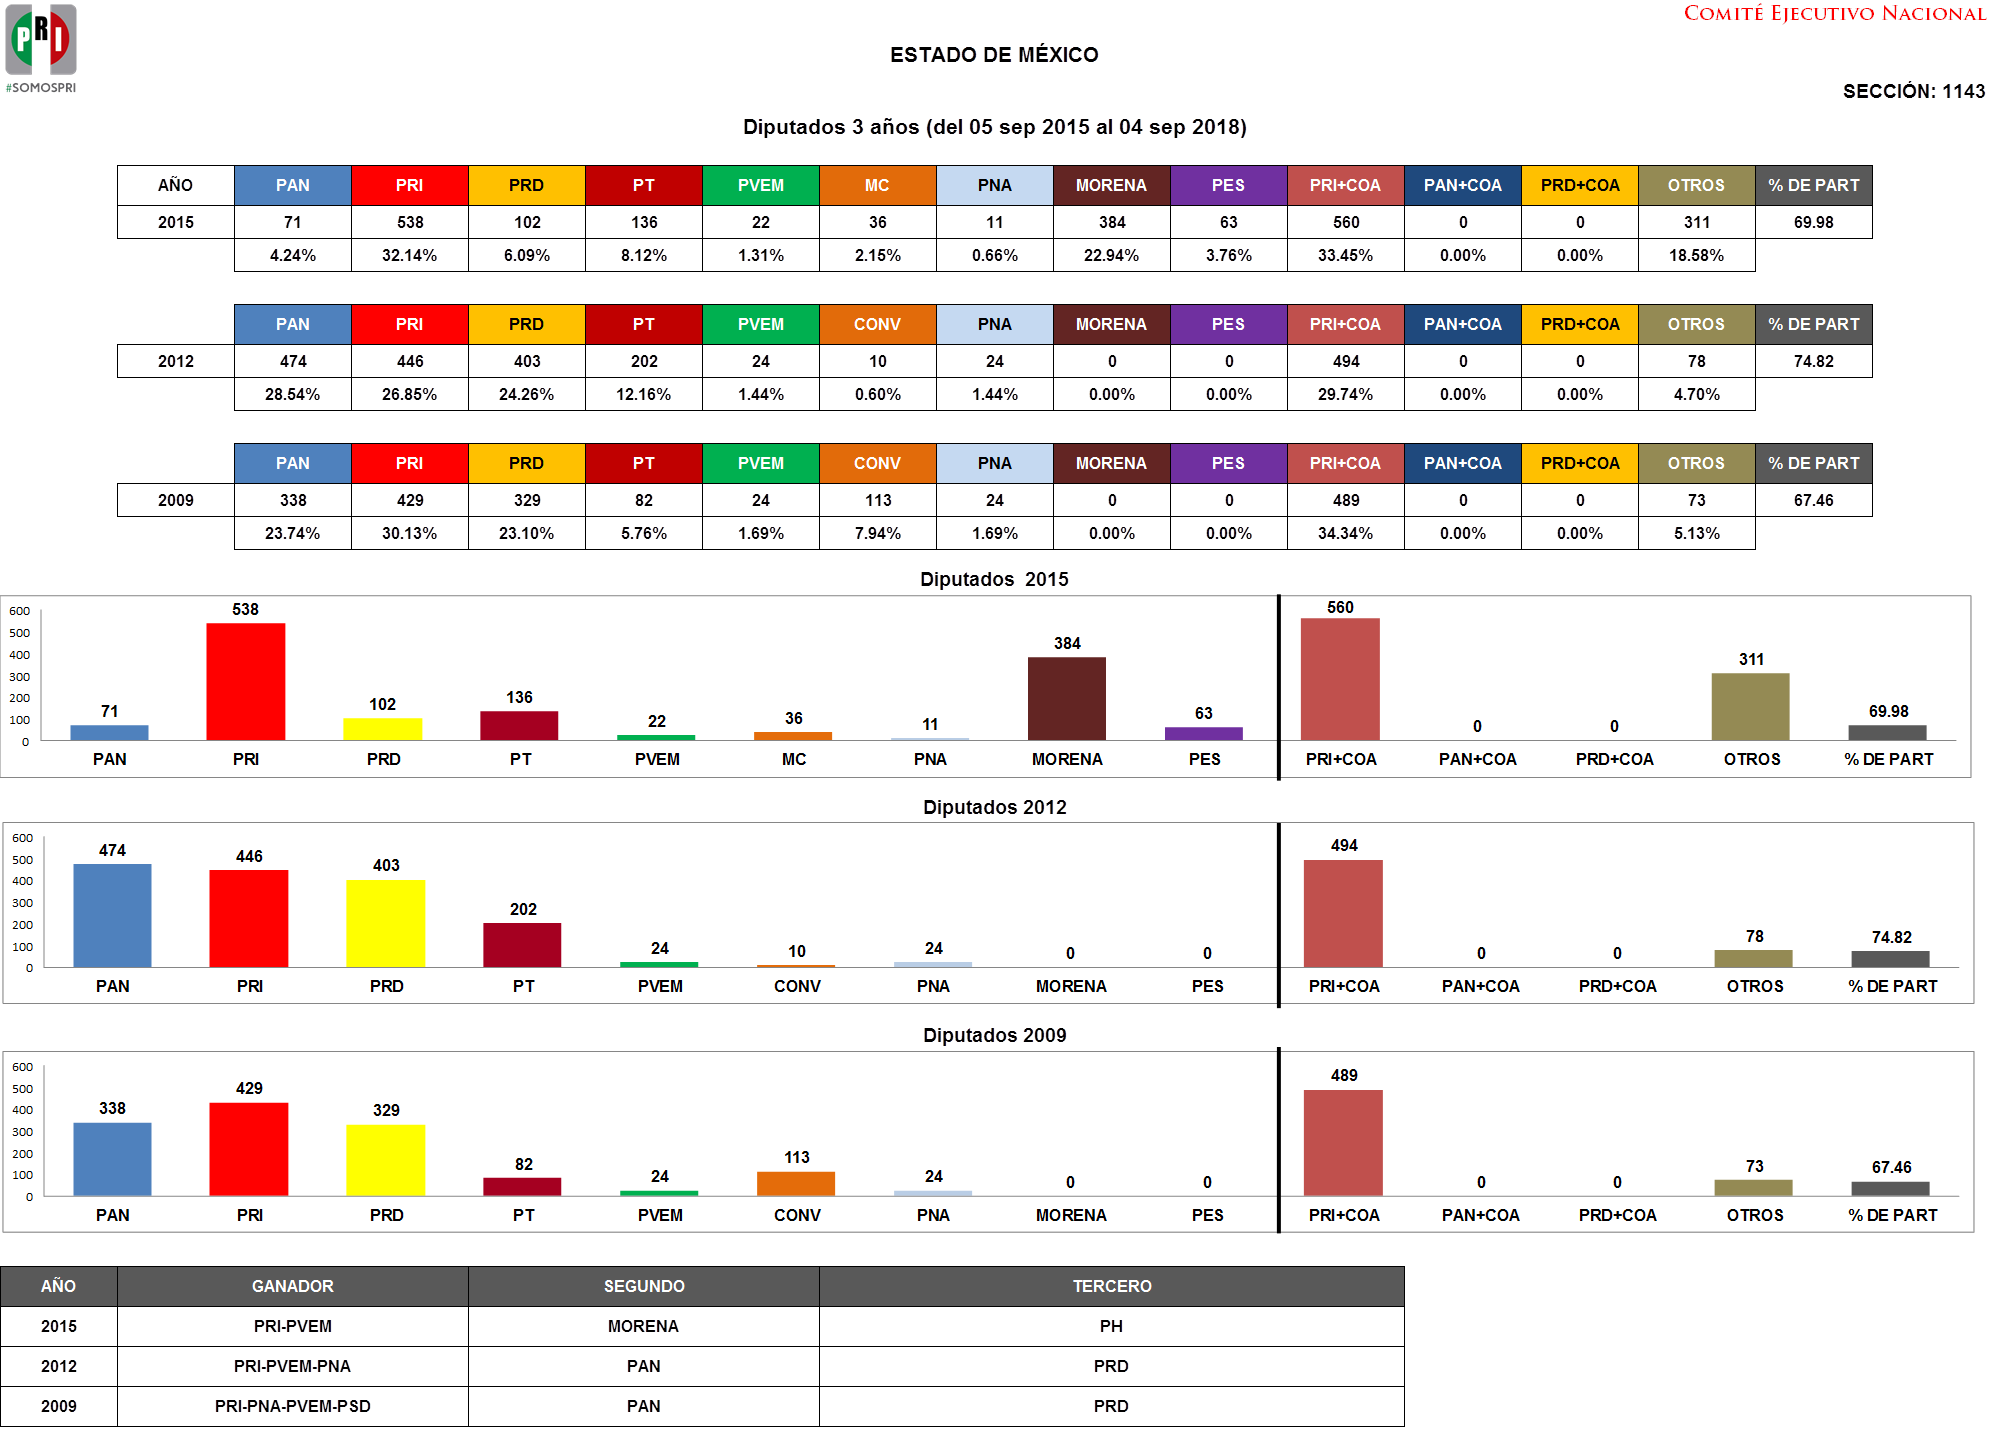 PRI
#SOMOSPRI
COMITÉ EJECUTIVO NACIONAL
ESTADO DE MÉXICO
SECCIÓN: 1143
Diputados 3 años (del 05 sep 2015 al 04 sep 2018)
AÑO PAN PRI PRD PT PVEM MC PNA MORENA PES PRI+COA PAN+COA PRD+COA OTROS % DE PART
2015 71 538 102 136 22 36 11 384 63 560 0 0 311 69.98
4.24% 32.14% 6.09% 8.12% 1.31% 2.15% 0.66% 22.94% 3.76% 33.45% 0.00% 0.00% 18.58%
PAN PRI PRD PT PVEM CONV PNA MORENA PES PRI+COA PAN+COA PRD+COA OTROS % DE PART
2012 474 446 403 202 24 10 24 0 0 494 0 0 78 74.82
28.54% 26.85% 24.26% 12.16% 1.44% 0.60% 1.44% 0.00% 0.00% 29.74% 0.00% 0.00% 4.70%
PAN PRI PRD PT PVEM CONV PNA MORENA PES PRI+COA PAN+COA PRD+COA OTROS % DE PART
2009 338 429 329 82 24 113 24 0 0 489 0 0 73 67.46
23.74% 30.13% 23.10% 5.76% 1.69% 7.94% 1.69% 0.00% 0.00% 34.34% 0.00% 0.00% 5.13%
Diputados 2015
600
500
400
300
200
100
0
71 538 102 136 22 36 11 384 63 560 0 0 311 69.98
PAN PRI PRD PT PVEM MC PNA MORENA PES PRI+COA PAN+COA PRD+COA OTROS % DE PART
Diputados 2012
600
500
400
300
200
100
0
474 446 403 202 24 10 24 0 0 494 0 0 78 74.82
PAN PRI PRD PT PVEM CONV PNA MORENA PES PRI+COA PAN+COA PRD+COA OTROS % DE PART
Diputados 2009
600
500
400
300
200
100
0
338 429 329 82 24 113 24 0 0 489 0 0 73 67.46
PAN PRI PRD PT PVEM CONV PNA MORENA PES PRI+COA PAN+COA PRD+COA OTROS % DE PART
AÑO GANADOR SEGUNDO TERCERO
2015 PRI-PVEM MORENA PH
2012 PRI-PVEM-PNA PAN PRD
2009 PRI-PNA-PVEM-PSD PAN PRD